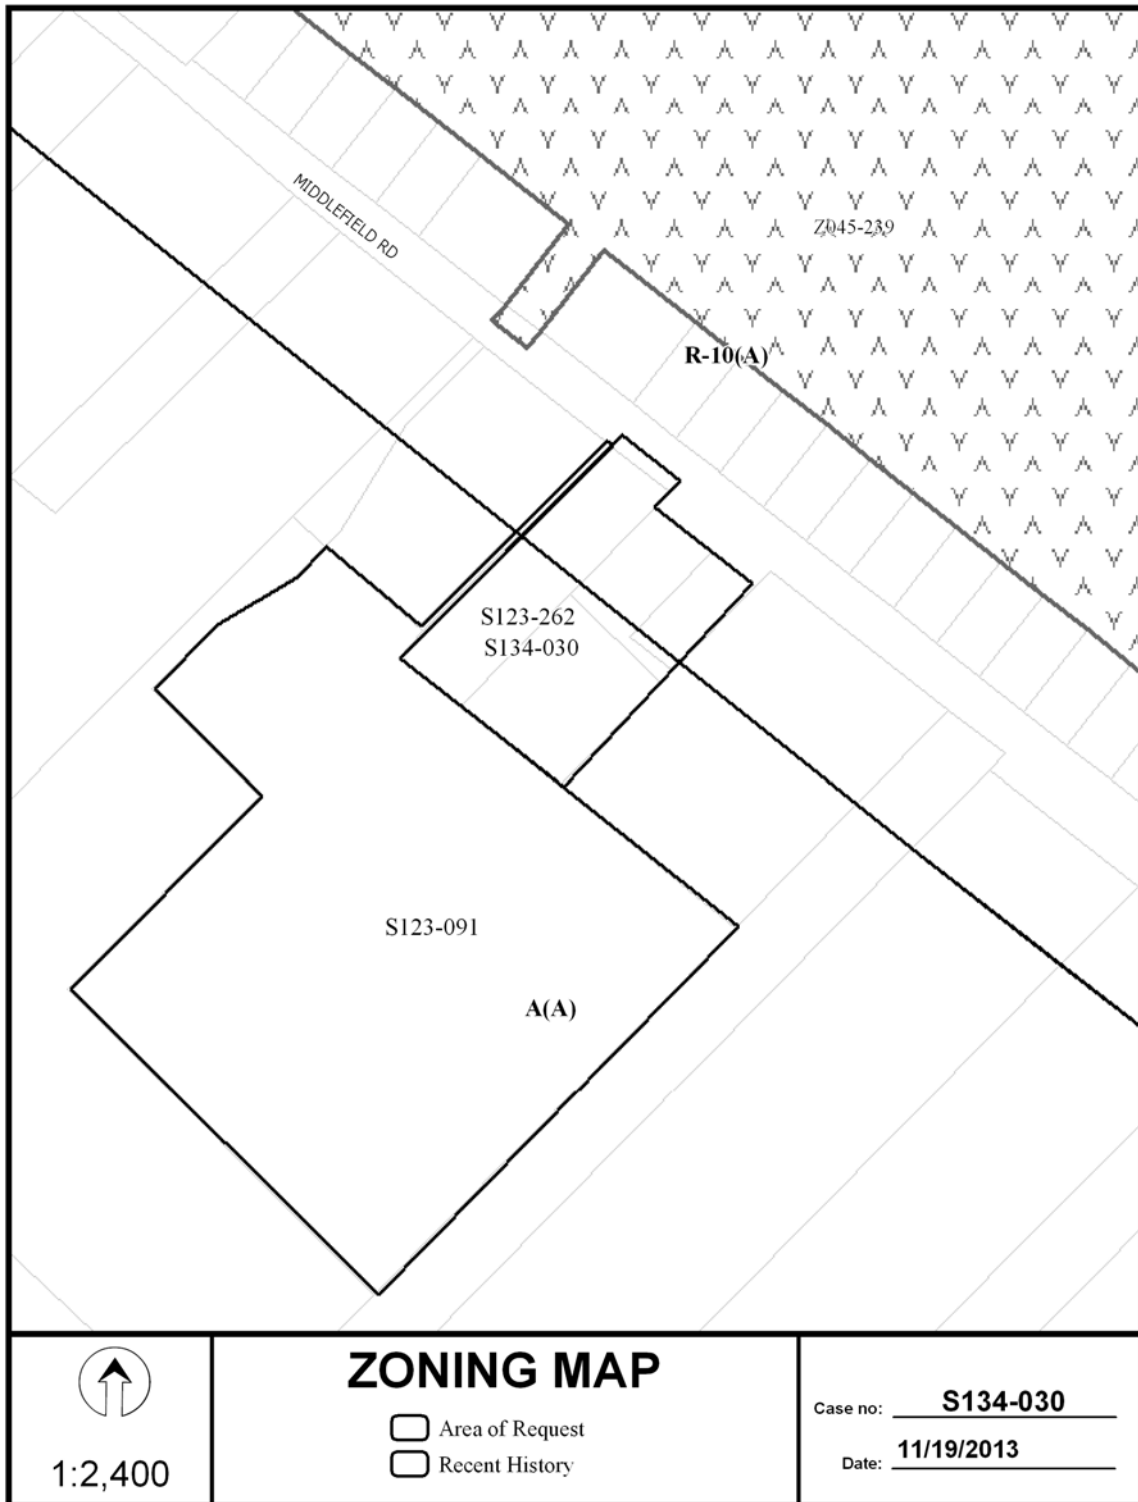 MIDDLEFIELD RD
Z045-239
R-10(A)
S123-262
S134-030
S123-091
A(A)
1:2,400
ZONING MAP
Area of Request
Recent History
Case no: S134-030
Date: 11/19/2013